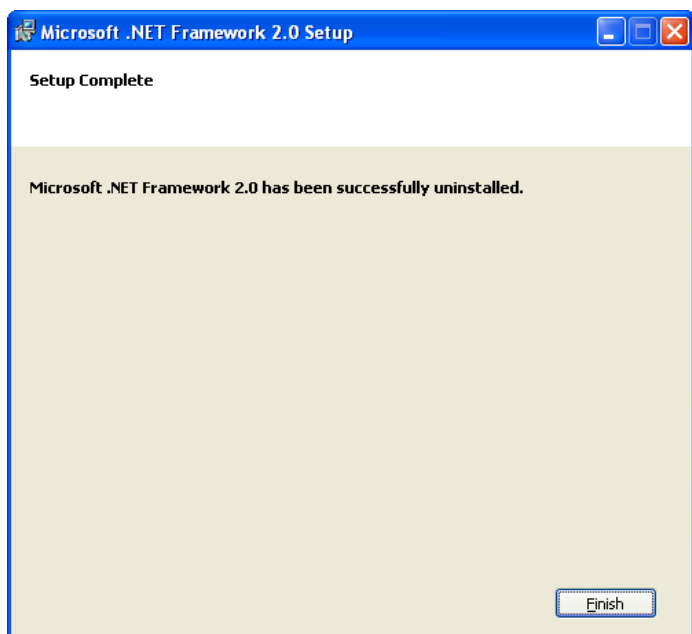 Microsoft .NET Framework 2.0 Setup
Setup Complete
Microsoft .NET Framework 2.0 has been successfully uninstalled.
Finish